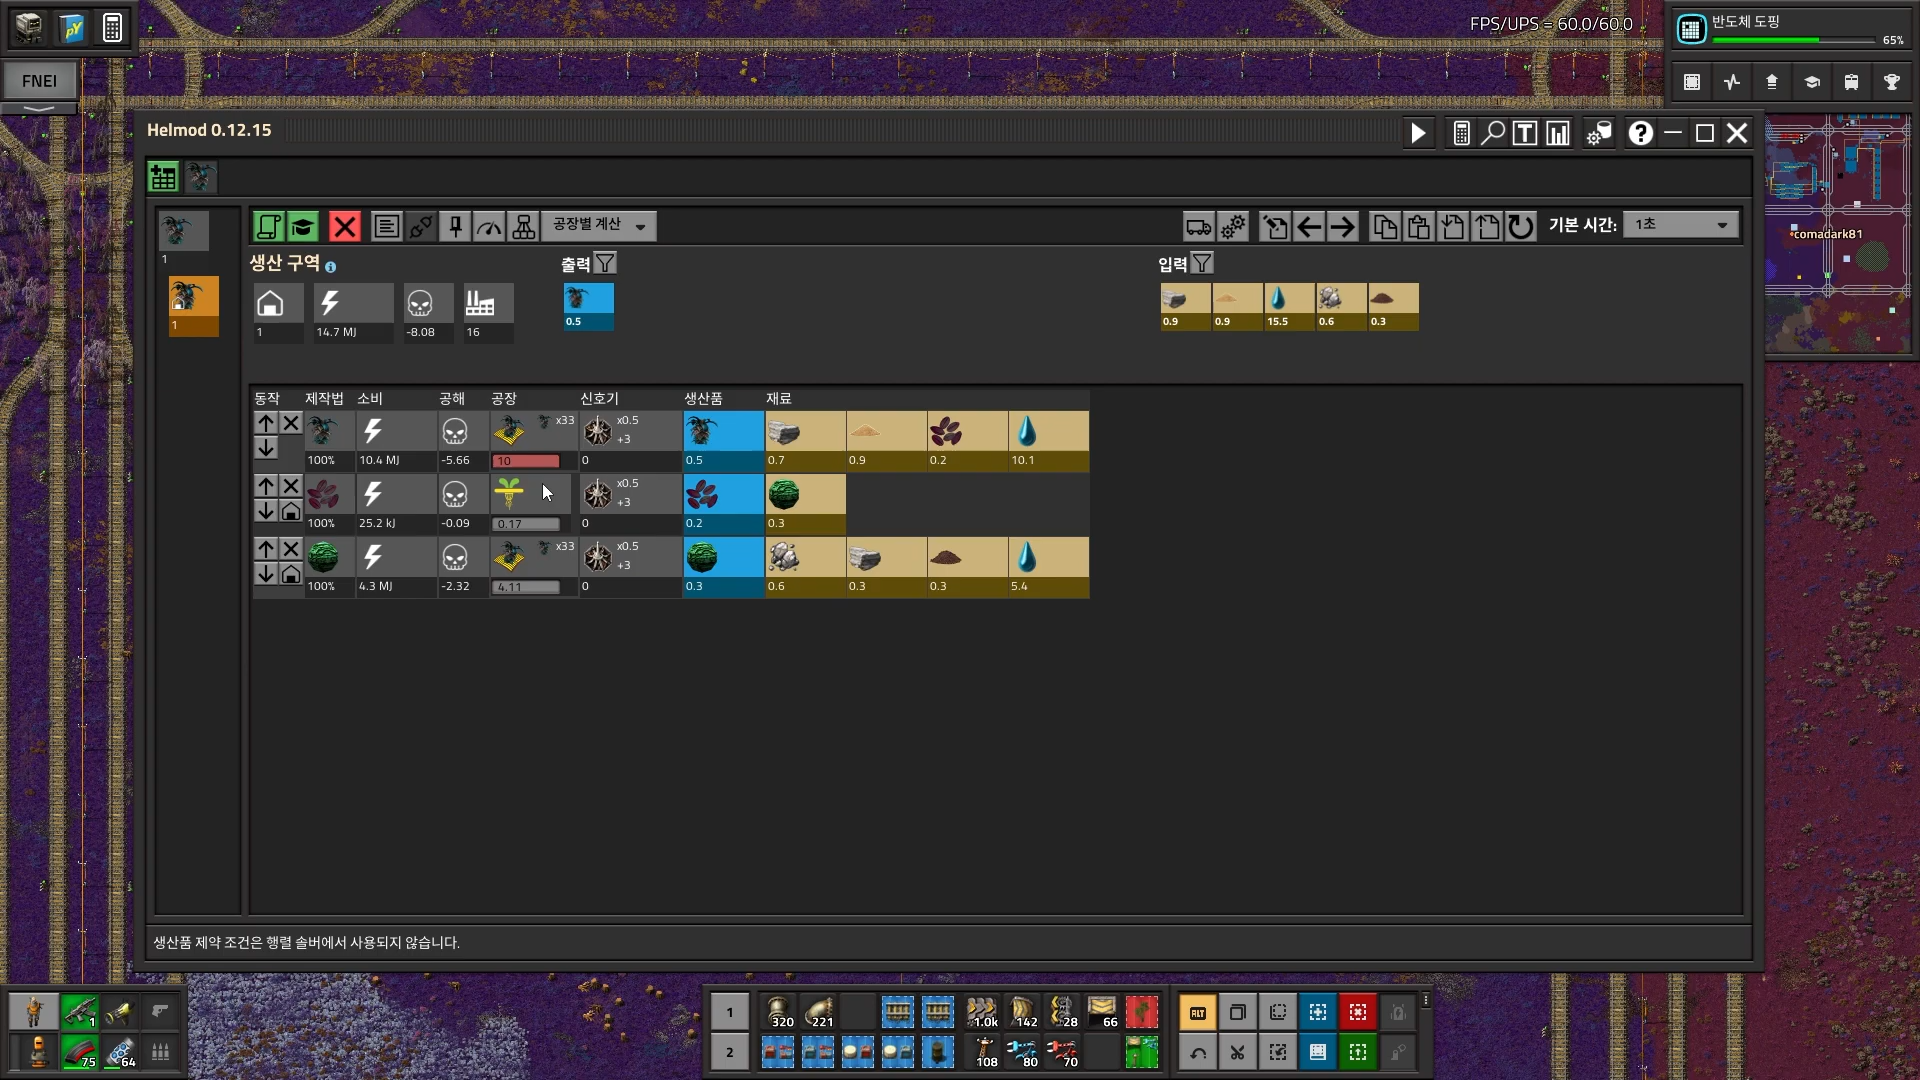 FPS/UPS = 60.0/60.0
반도체 도핑
65%
FNEI
Helmod 0.12.15
comadark81
공장별 계산
기본 시간:
1초
1
1
생산 구역
출력
입력
1
14.7 MJ
-8.08
16
0.5
0.9
0.9
15.5
0.6
0.3
동작
제작법
소비
공해
공장
신호기
생산품
재료
x33
x0.5
+3
100%
10.4 MJ
-5.66
10
0
0.5
0.7
0.9
0.2
10.1
x0.5
+3
100%
25.2 kJ
-0.09
0.17
0
0.2
0.3
x33
x0.5
+3
100%
4.3 MJ
-2.32
4.11
0
0.3
0.6
0.3
0.3
5.4
생산품 제약 조건은 행렬 솔버에서 사용되지 않습니다.
1
75
64
1
320
221
1.0k
142
28
66
ALT
2
108
80
70